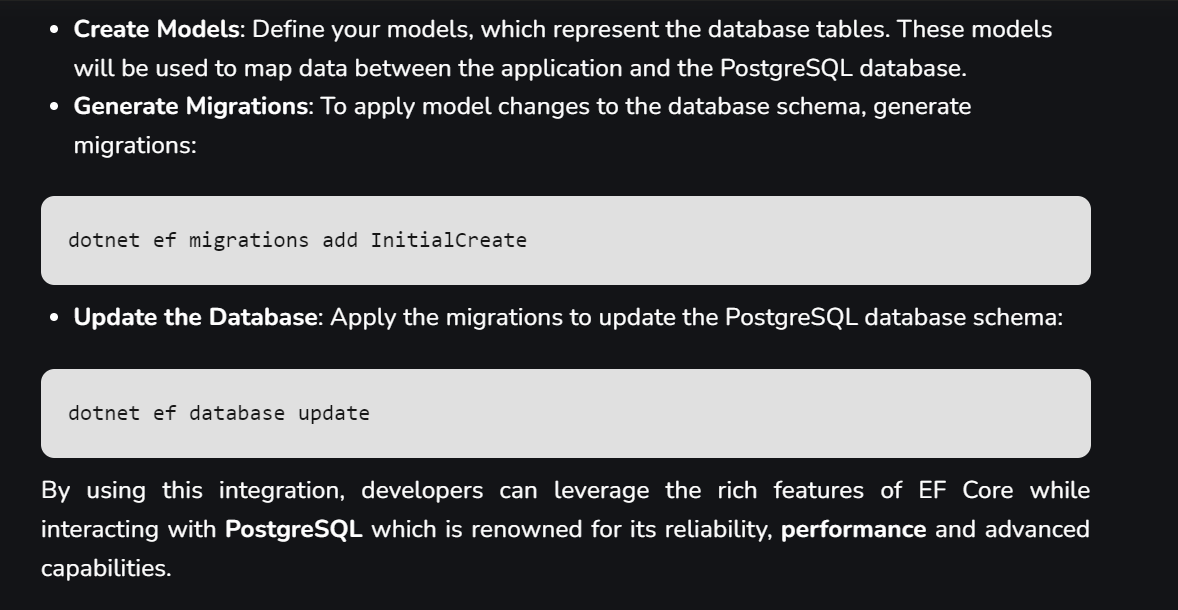 • Create Models: Define your models, which represent the database tables. These models
will be used to map data between the application and the PostgreSQL database.
• Generate Migrations: To apply model changes to the database schema, generate
migrations:
dotnet ef migrations add InitialCreate
• Update the Database: Apply the migrations to update the PostgreSQL database schema:
dotnet ef database update
By using this integration, developers can leverage the rich features of EF Core while
interacting with PostgreSQL which is renowned for its reliability, performance and advanced
capabilities.